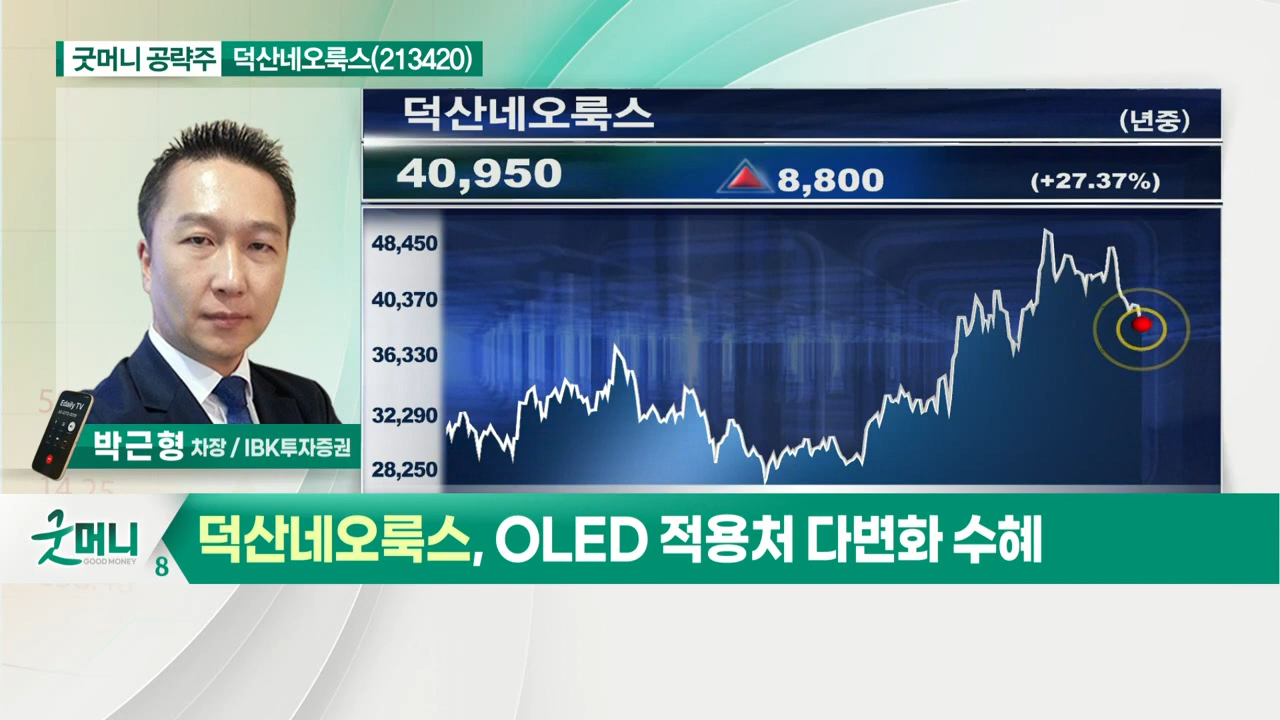 굿머니 공략주 덕산네오룩스(213420)
덕산네오룩스 (년중)
40,950 8,800 (+27.37%)
48,450
40,370
36,330
32,290
28,250
Edaily TV
박근형 차장 / IBK투자증권
14.25
굿머니
GOOD MONEY
8
덕산네오룩스, OLED 적용처 다변화 수혜